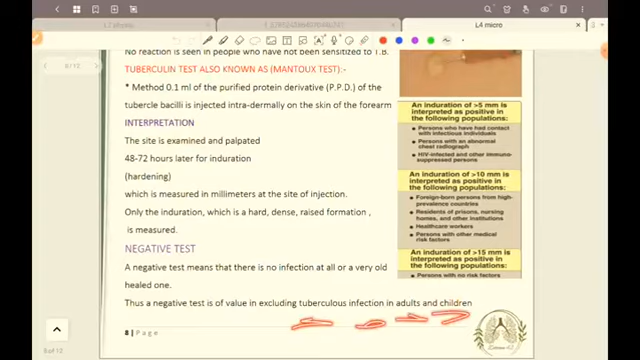 L4 micro
6/12
No reaction is seen in people who have not been sensitized to T.B.
TUBERCULIN TEST ALSO KNOWN AS (MANTOUX TEST):-
* Method 0.1 ml of the purified protein derivative (P.P.D.) of the
tubercle bacilli is injected intra-dermally on the skin of the forearm
INTERPRETATION
The site is examined and palpated
48-72 hours later for induration
(hardening)
which is measured in millimeters at the site of injection.
Only the induration, which is a hard, dense, raised formation ,
is measured.
NEGATIVE TEST
A negative test means that there is no infection at all or a very old
healed one.
Thus a negative test is of value in excluding tuberculous infection in adults and children
8 | Page
An induration of >5 mm is
interpreted as positive in
the following populations:
Persons who have had contact
with infectious individuals
Persons with an abnormal
chest radiograph
HIV-infected and other immuno-
suppressed persons
An induration of >10 mm is
interpreted as positive
in the following populations:
Foreign-born persons from high-
prevalence countries
Residents of prisons, nursing
homes, and other institutions
Healthcare workers
Persons with other medical
risk factors
An induration of >15 mm is
interpreted as positive in
the following populations:
Persons with no risk factors